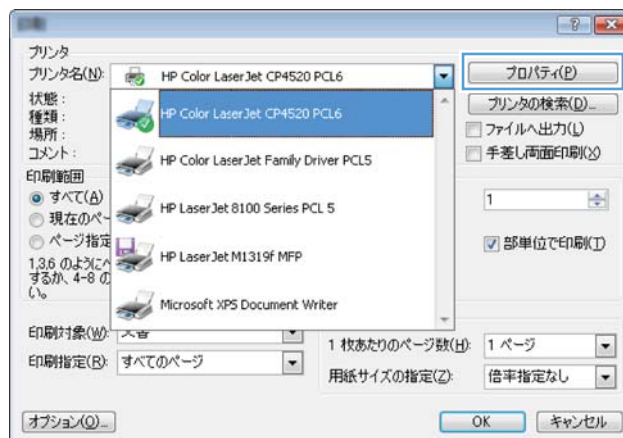 プリンタ
プリンタ名(N): HP Color LaserJet CP4520 PCL6 プロパティ(P)
状態 : HP Color LaserJet CP4520 PCL6 プリンタの検索(D)...
種類 : ファイルへ出力(L)
場所 :
コメント : HP Color LaserJet Family Driver PCL5 手差し両面印刷(X)
印刷範囲
すべて(A) HP LaserJet 8100 Series PCL 5 1
現在のペー
ページ指定 HP LaserJet M1319f MFP 部単位で印刷(T)
1,3,6 のように
するか、4-8 の
い。 Microsoft XPS Document Writer
印刷対象(W):
1 枚あたりのページ数(H): 1 ページ
印刷指定(R): すべてのページ
用紙サイズの指定(Z): 倍率指定なし
オプション(O)... OK キャンセル